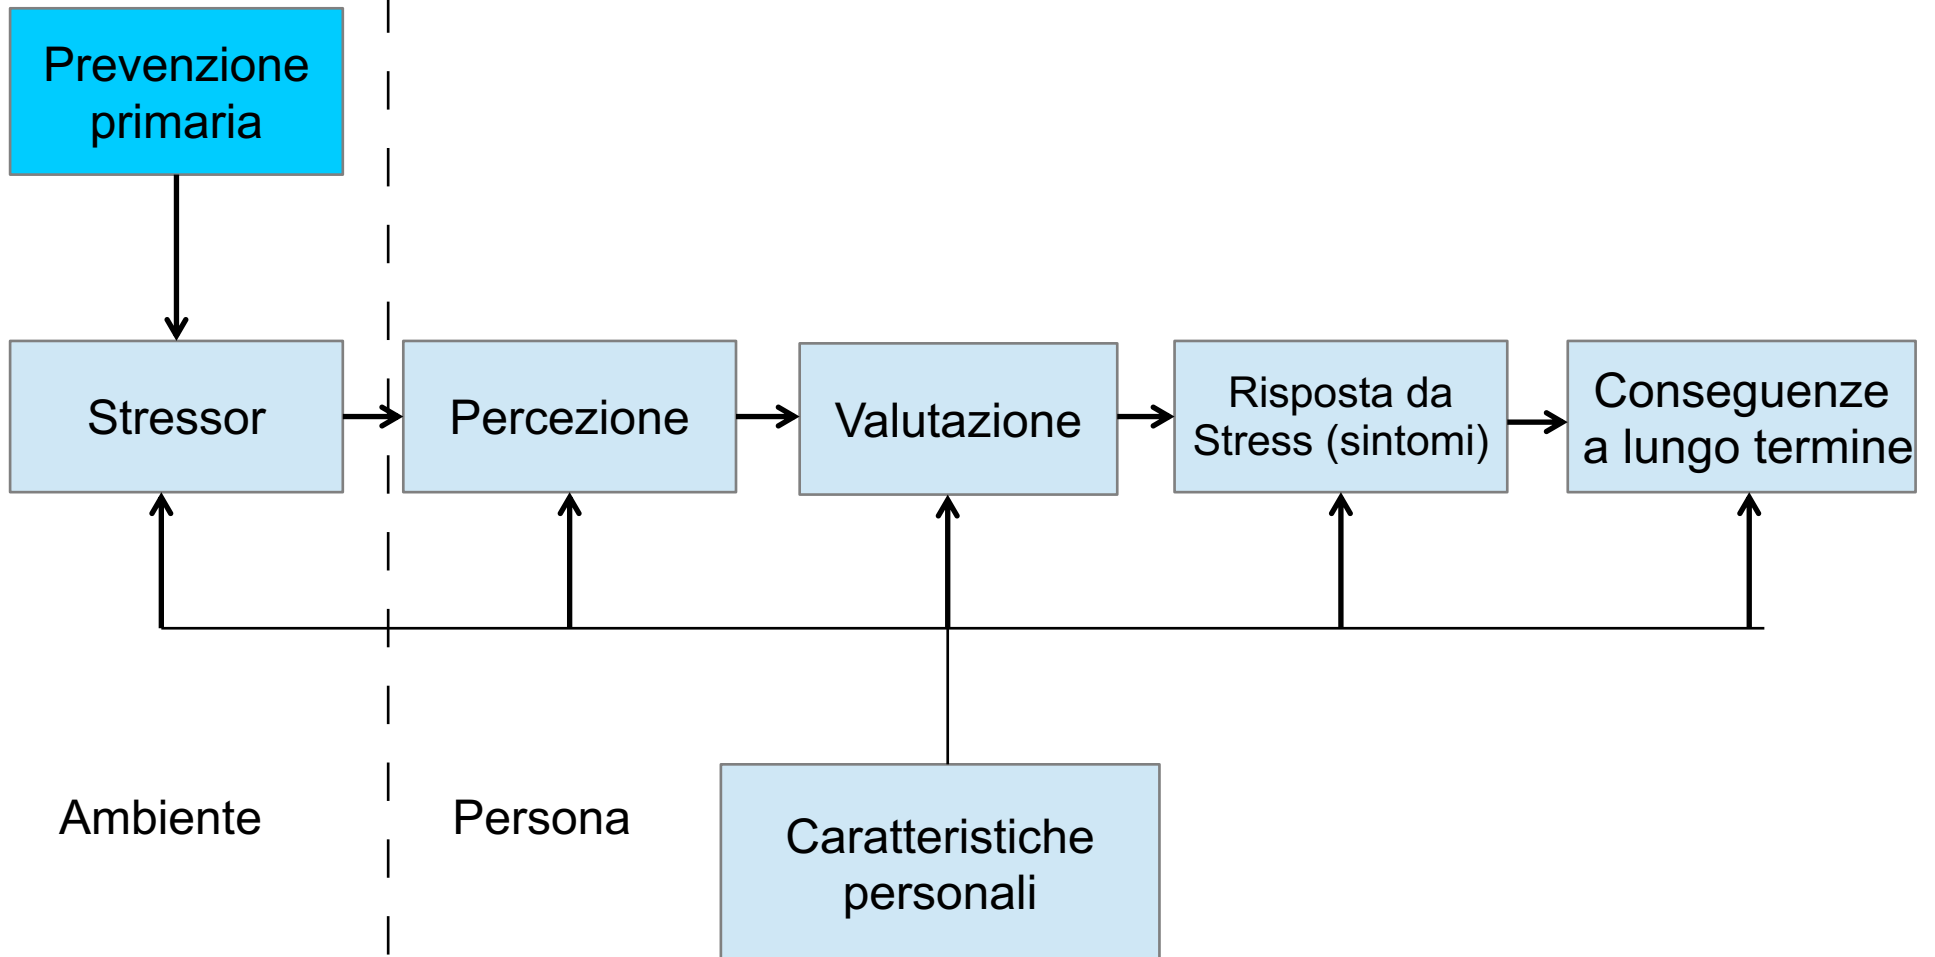 Prevenzione
primaria
Stressor
Percezione
Valutazione
Risposta da
Stress (sintomi)
Conseguenze
a lungo termine
Ambiente
Persona
Caratteristiche
personali